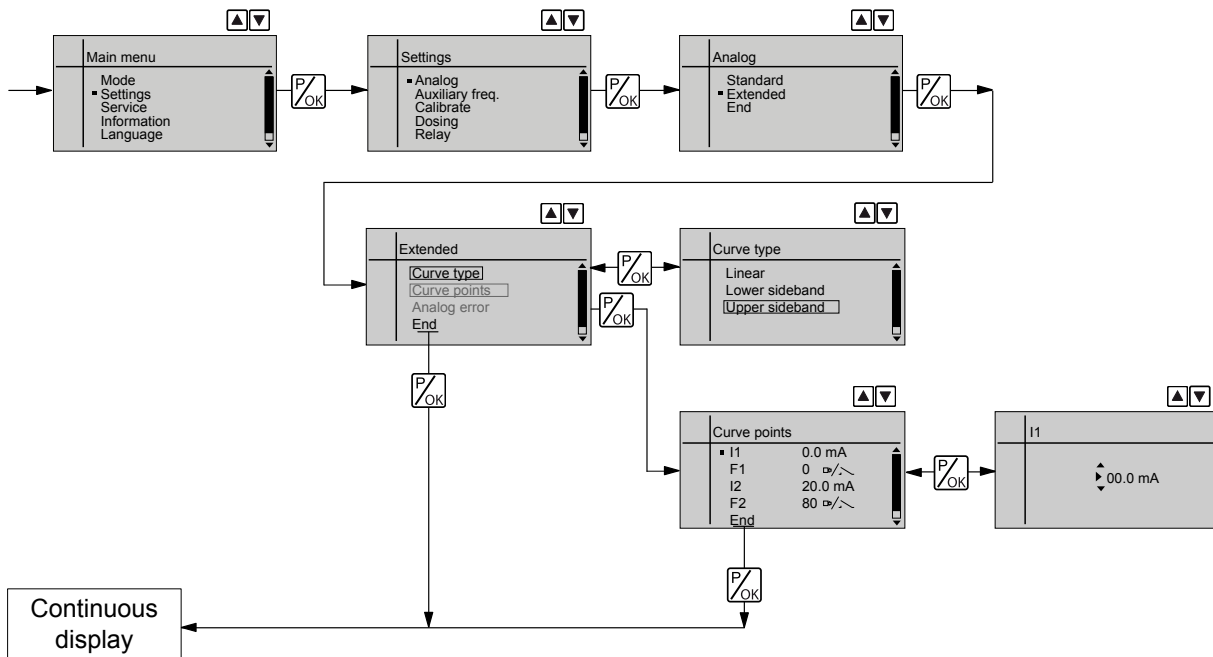 Main menu
Mode
Settings
Service
Information
Language
P/OK
Settings
Analog
Auxiliary freq.
Calibrate
Dosing
Relay
P/OK
Analog
Standard
Extended
End
P/OK
Extended
Curve type
Curve points
Analog error
End
P/OK
P/OK
Curve type
Linear
Lower sideband
Upper sideband
P/OK
Curve points
I1 0.0 mA
F1 0
I2 20.0 mA
F2 80
End
P/OK
I1
00.0 mA
P/OK
Continuous
display